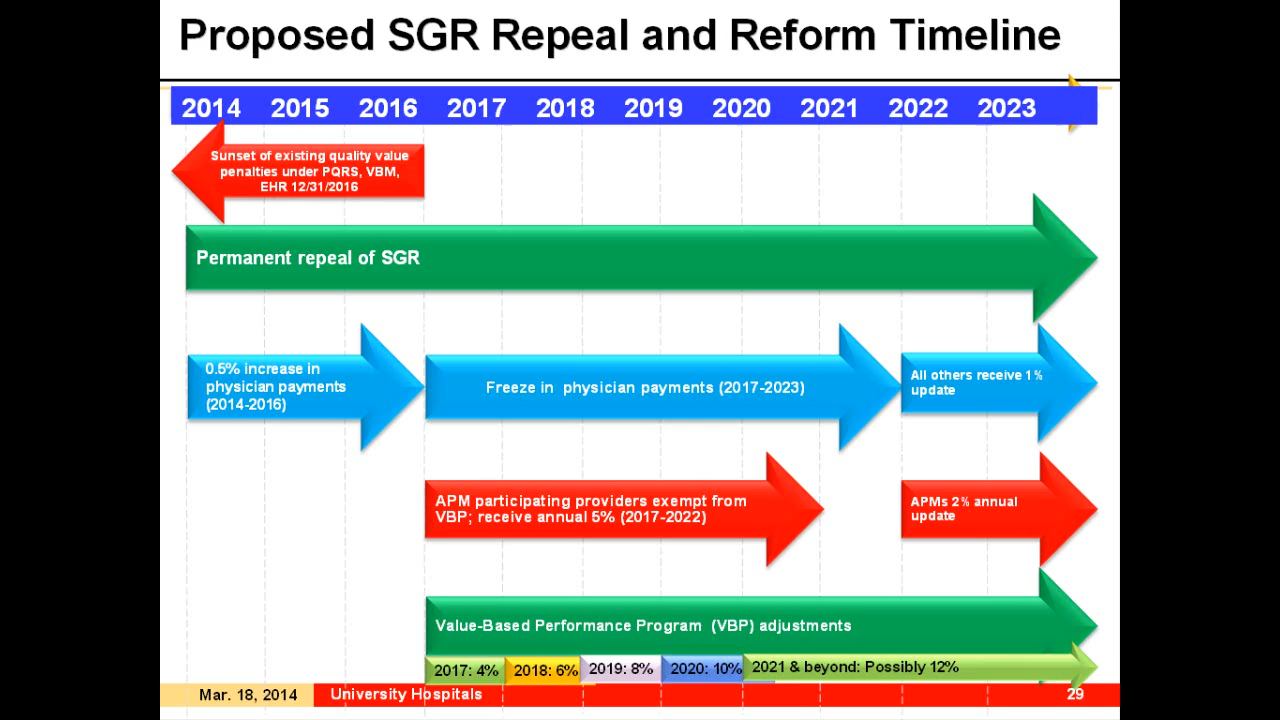 Proposed SGR Repeal and Reform Timeline
2014 2015 2016 2017 2018 2019 2020 2021 2022 2023
Sunset of existing quality value
penalties under PQRS, VBM,
EHR 12/31/2016
Permanent repeal of SGR
0.5% increase in
physician payments
(2014-2016)
Freeze in physician payments (2017-2023)
All others receive 1%
update
APM participating providers exempt from
VBP; receive annual 5% (2017-2022)
APMs 2% annual
update
Value-Based Performance Program (VBP) adjustments
2017: 4% 2018: 6% 2019: 8% 2020: 10% 2021 & beyond: Possibly 12%
Mar. 18, 2014 University Hospitals 29